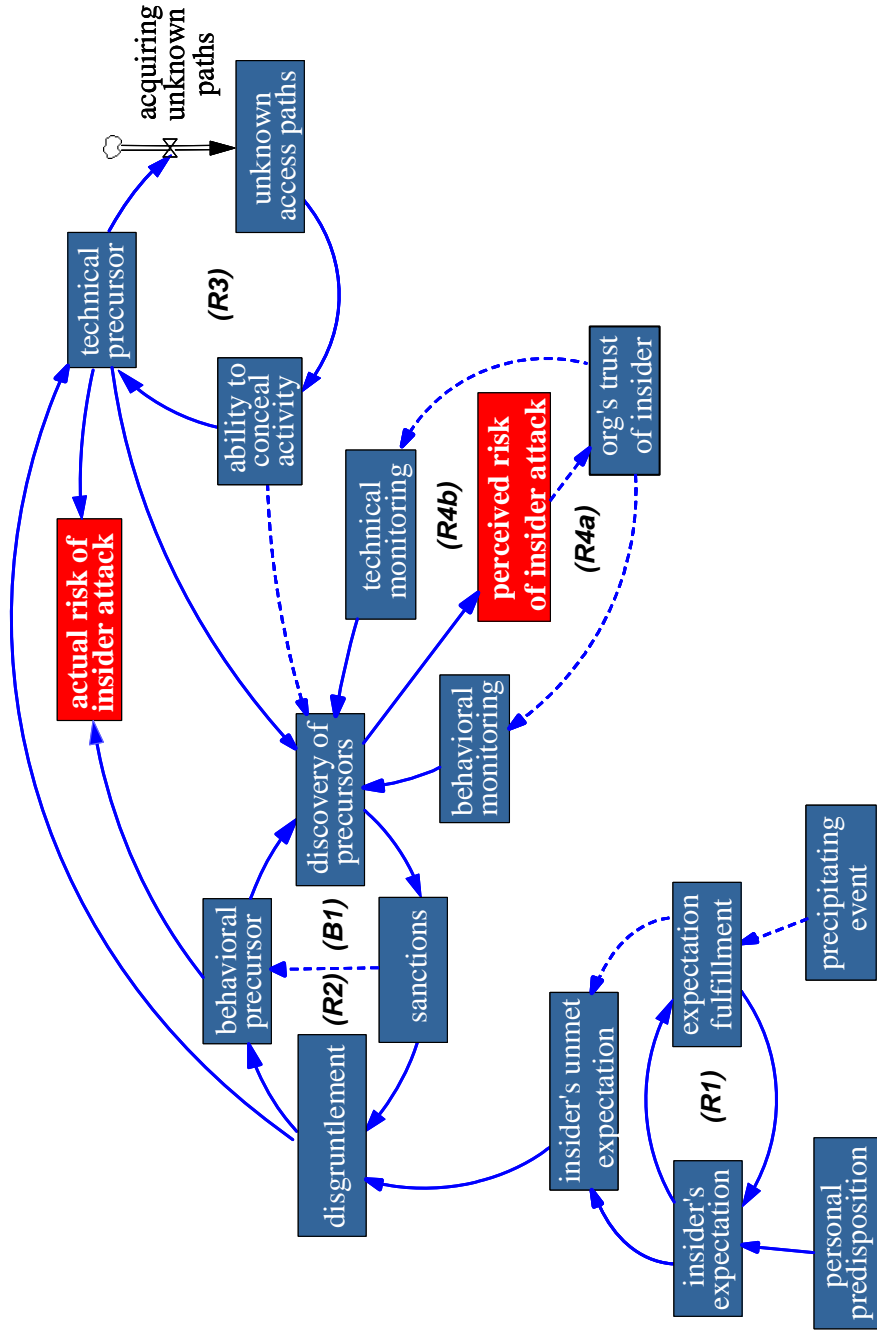 actual risk of
insider attack
technical
precursor
acquiring
unknown
paths
behavioral
precursor
(R3)
ability to
conceal
activity
unknown
access paths
disgruntlement
(R2)
(B1)
discovery of
precursors
sanctions
technical
monitoring
(R4b)
behavioral
monitoring
perceived risk
of insider attack
(R4a)
insider's unmet
expectation
org's trust
of insider
insider's
expectation
(R1)
expectation
fulfillment
personal
predisposition
precipitating
event